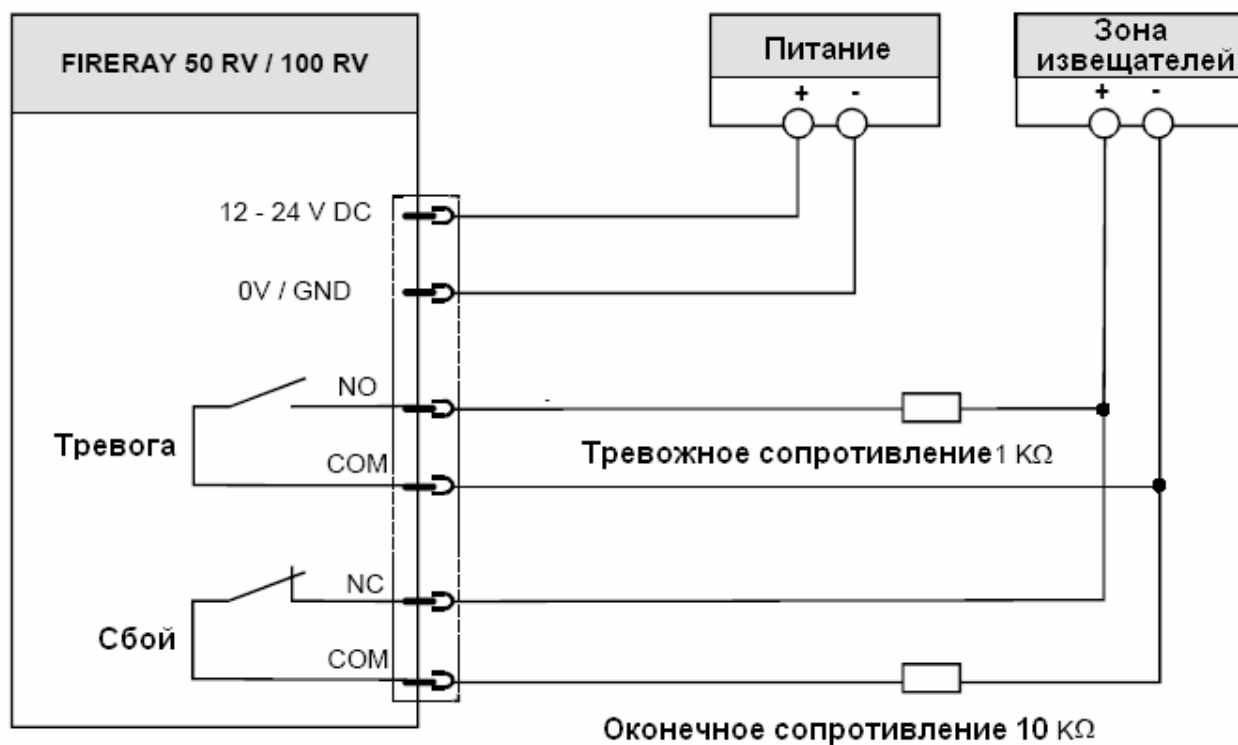 FIRERAY 50 RV / 100 RV
Питание
+ -
Зона
извещателей
+ -
12 - 24 V DC
0V / GND
NO
Тревога
COM
Тревожное сопротивление 1 KΩ
NC
Сбой
COM
Оконечное сопротивление 10 KΩ